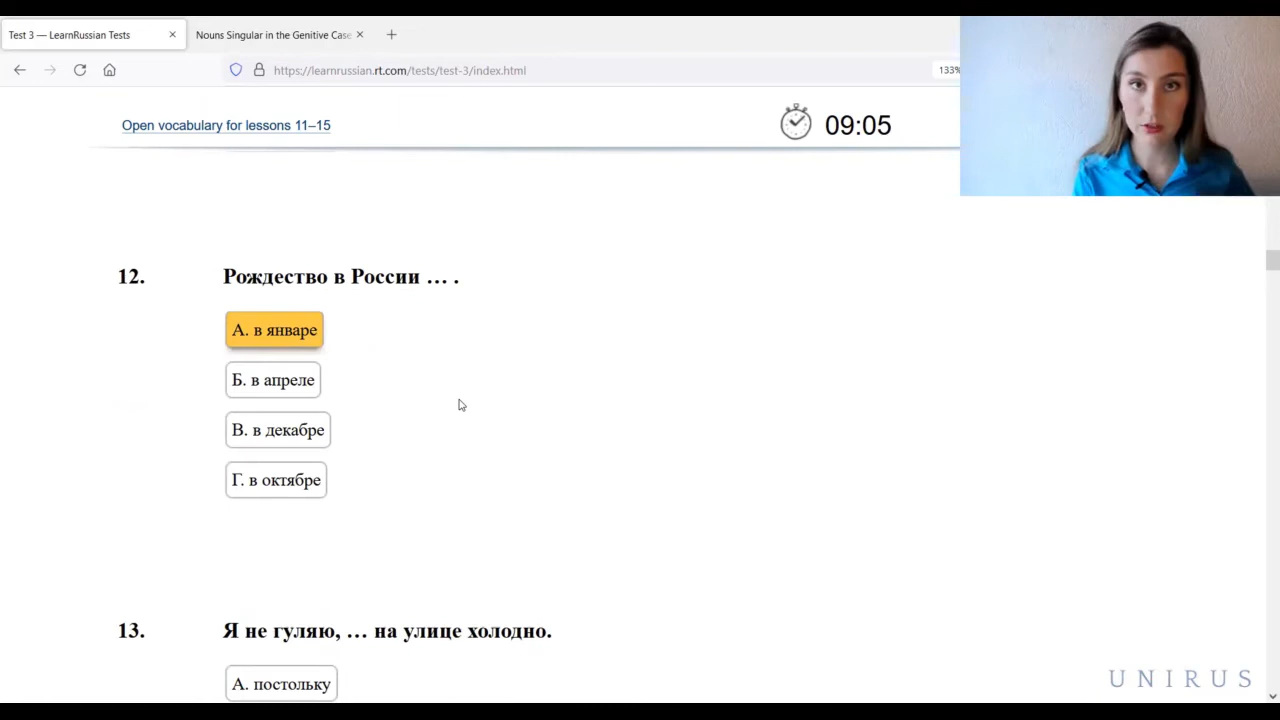 Test 3 — LearnRussian Tests
Nouns Singular in the Genitive Case
https://learnrussian.rt.com/tests/test-3/index.html
133%
Open vocabulary for lessons 11–15
09:05
12. Рождество в России … .
А. в январе
Б. в апреле
В. в декабре
Г. в октябре
13. Я не гуляю, … на улице холодно.
А. постольку
UNIRUS